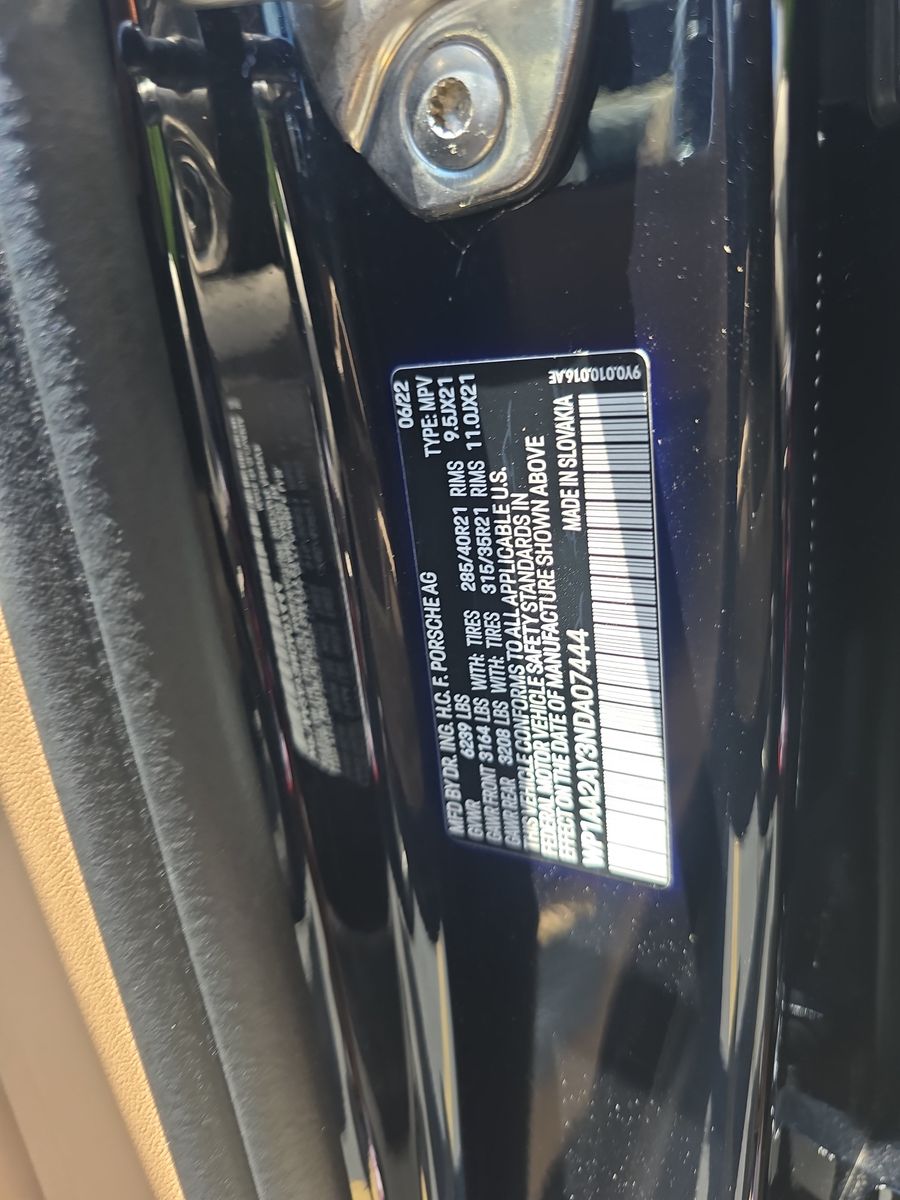 MFD BY DR. ING. H.C. F. PORSCHE AG 06/22
GVWR 6239 LBS TYPE: MPV
GAWR FRONT 3164 LBS WITH: TIRES 285/40R21 RIMS 9.5JX21
GAWR REAR 3208 LBS WITH: TIRES 315/35R21 RIMS 11.0JX21
THIS VEHICLE CONFORMS TO ALL APPLICABLE U.S.
FEDERAL MOTOR VEHICLE SAFETY STANDARDS IN
EFFECT ON THE DATE OF MANUFACTURE SHOWN ABOVE
WP1AA2AY3NDA07444 MADE IN SLOVAKIA
9Y0.010.016.AE